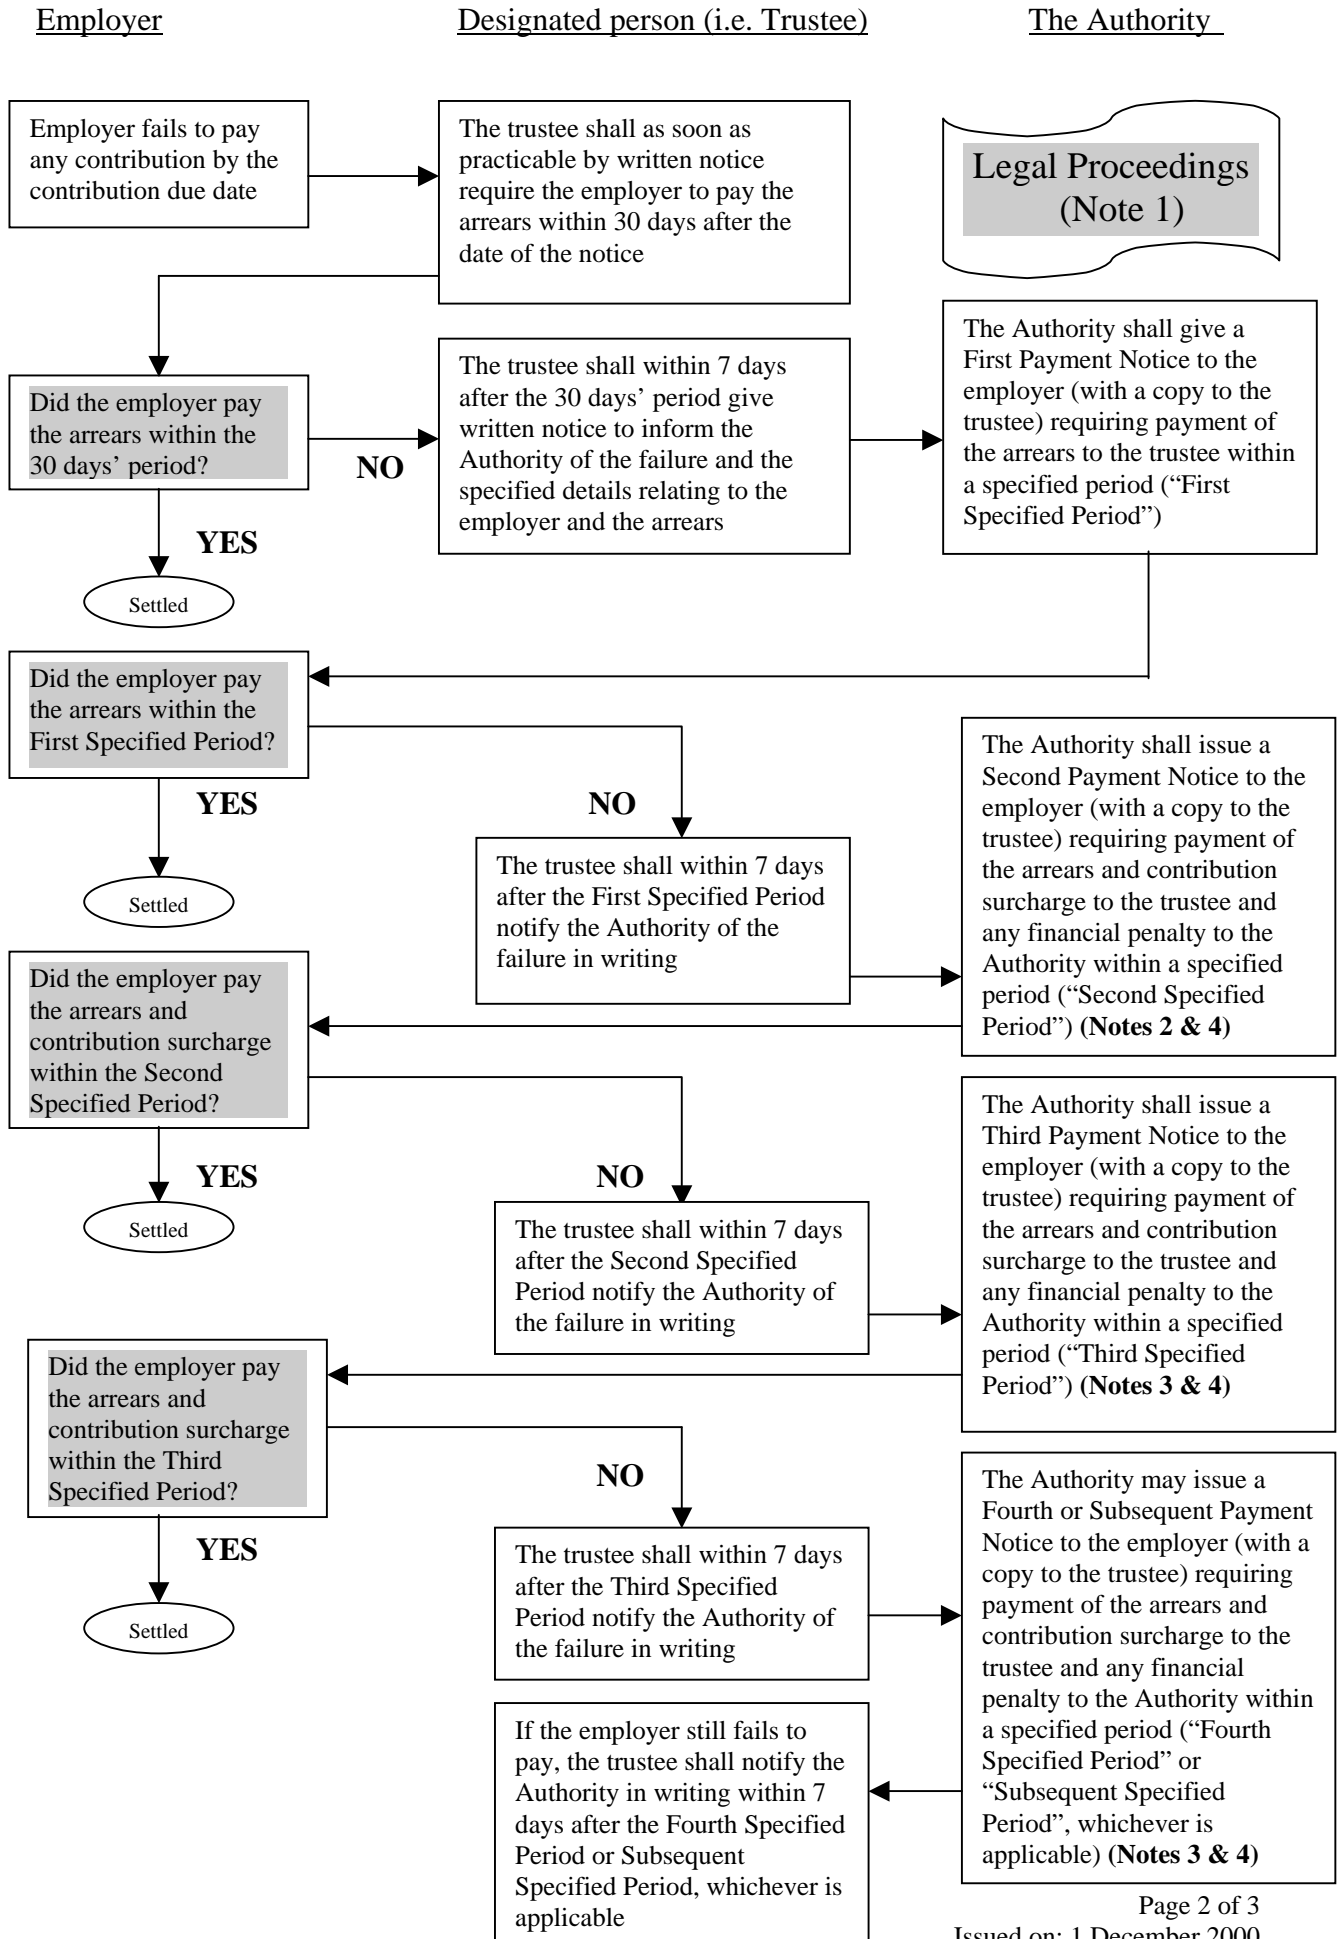 Employer
Designated person (i.e. Trustee)
The Authority
Employer fails to pay
any contribution by the
contribution due date
The trustee shall as soon as
practicable by written notice
require the employer to pay the
arrears within 30 days after the
date of the notice
Legal Proceedings
(Note 1)
Did the employer pay
the arrears within the
30 days’ period?
NO
The trustee shall within 7 days
after the 30 days’ period give
written notice to inform the
Authority of the failure and the
specified details relating to the
employer and the arrears
The Authority shall give a
First Payment Notice to the
employer (with a copy to the
trustee) requiring payment of
the arrears to the trustee within
a specified period (“First
Specified Period”)
YES
Settled
Did the employer pay
the arrears within the
First Specified Period?
YES
Settled
NO
The trustee shall within 7 days
after the First Specified Period
notify the Authority of the
failure in writing
The Authority shall issue a
Second Payment Notice to the
employer (with a copy to the
trustee) requiring payment of
the arrears and contribution
surcharge to the trustee and
any financial penalty to the
Authority within a specified
period (“Second Specified
Period”) (Notes 2 & 4)
Did the employer pay
the arrears and
contribution surcharge
within the Second
Specified Period?
YES
Settled
NO
The trustee shall within 7 days
after the Second Specified
Period notify the Authority of
the failure in writing
The Authority shall issue a
Third Payment Notice to the
employer (with a copy to the
trustee) requiring payment of
the arrears and contribution
surcharge to the trustee and
any financial penalty to the
Authority within a specified
period (“Third Specified
Period”) (Notes 3 & 4)
Did the employer pay
the arrears and
contribution surcharge
within the Third
Specified Period?
YES
Settled
NO
The trustee shall within 7 days
after the Third Specified
Period notify the Authority of
the failure in writing
The Authority may issue a
Fourth or Subsequent Payment
Notice to the employer (with a
copy to the trustee) requiring
payment of the arrears and
contribution surcharge to the
trustee and any financial
penalty to the Authority within
a specified period (“Fourth
Specified Period” or
“Subsequent Specified
Period”, whichever is
applicable) (Notes 3 & 4)
If the employer still fails to
pay, the trustee shall notify the
Authority in writing within 7
days after the Fourth Specified
Period or Subsequent
Specified Period, whichever is
applicable
Page 2 of 3
Issued on: 1 December 2000